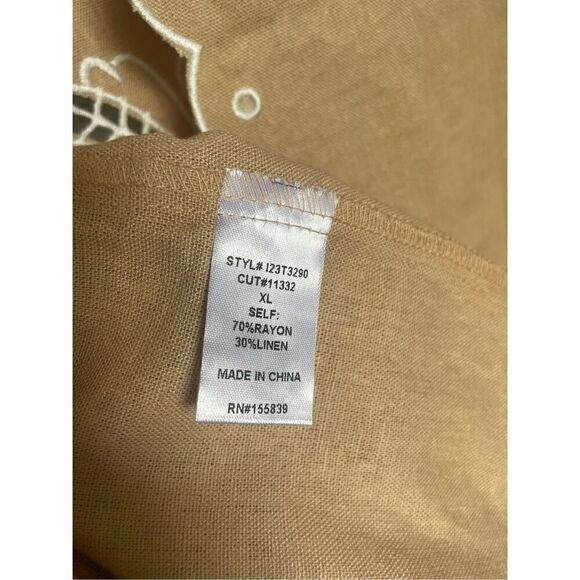 STYL# I23T3290
CUT#11332
XL
SELF:
70%RAYON
30%LINEN
MADE IN CHINA
RN#155839